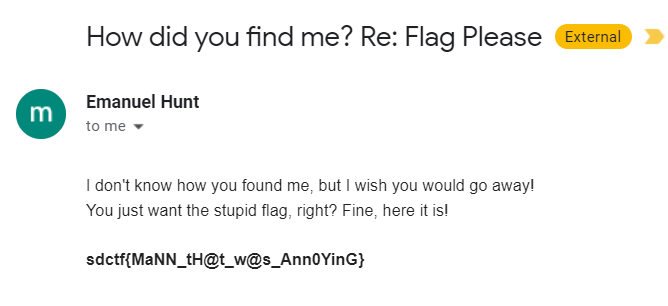 How did you find me? Re: Flag Please External
m
Emanuel Hunt
to me
I don't know how you found me, but I wish you would go away!
You just want the stupid flag, right? Fine, here it is!
sdctf{MaNN_tH@t_w@s_Ann0YinG}